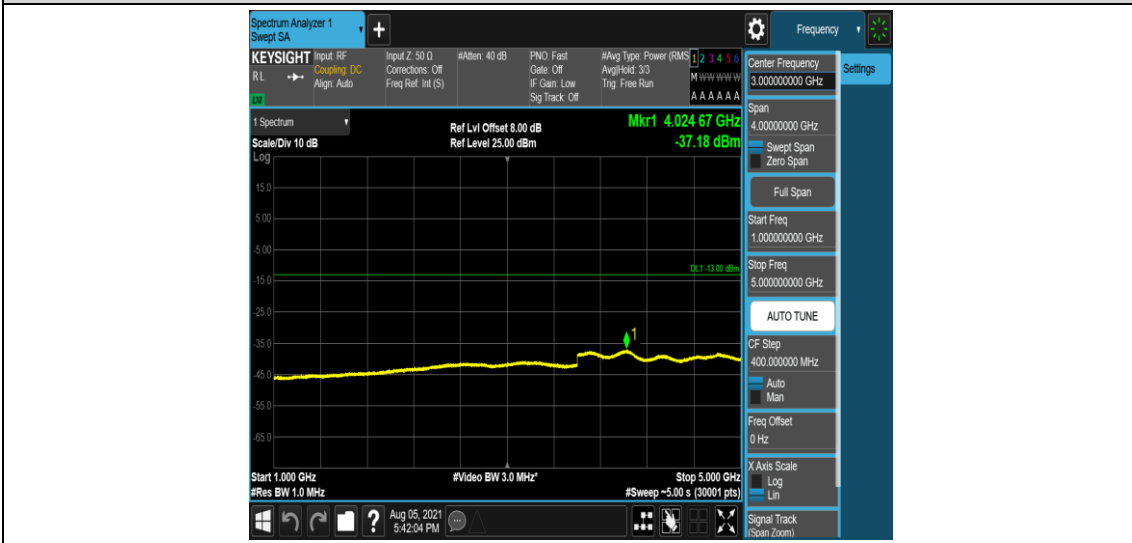 Spectrum Analyzer 1
Swept SA
+
Frequency
KEYSIGHT
RL
LXI
Input: RF
Coupling: DC
Align: Auto
Input Z: 50 Ω
Corrections: Off
Freq Ref: Int (S)
#Atten: 40 dB
PNO: Fast
Gate: Off
IF Gain: Low
Sig Track: Off
#Avg Type: Power (RMS
Avg|Hold: 3/3
Trig: Free Run
1 2 3 4 5 6
M W W W W W
A A A A A A
1 Spectrum
Scale/Div 10 dB
Ref Lvl Offset 8.00 dB
Ref Level 25.00 dBm
Mkr1 4.024 67 GHz
-37.18 dBm
Log
15.0
5.00
-5.00
DL1 -13.00 dBm
-15.0
-25.0
1
-35.0
-45.0
-55.0
-65.0
Start 1.000 GHz
#Res BW 1.0 MHz
#Video BW 3.0 MHz*
Stop 5.000 GHz
#Sweep ~5.00 s (30001 pts)
Center Frequency
3.000000000 GHz
Settings
Span
4.00000000 GHz
Swept Span
Zero Span
Full Span
Start Freq
1.000000000 GHz
Stop Freq
5.000000000 GHz
AUTO TUNE
CF Step
400.000000 MHz
Auto
Man
Freq Offset
0 Hz
X Axis Scale
Log
Lin
Signal Track
(Span Zoom)
?
Aug 05, 2021
5:42:04 PM